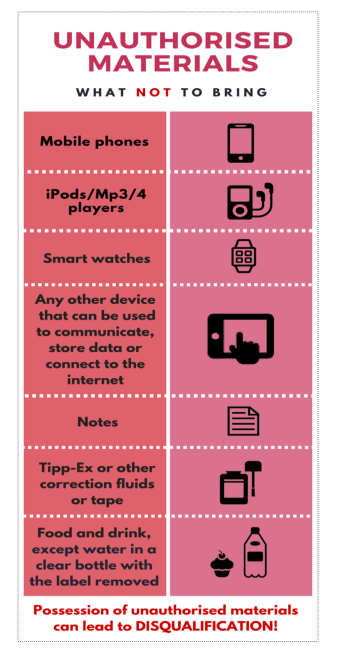 UNAUTHORISED
MATERIALS
WHAT NOT TO BRING
Mobile phones
iPods/Mp3/4
players
Smart watches
Any other device
that can be used
to communicate,
store data or
connect to the
internet
Notes
Tipp-Ex or other
correction fluids
or tape
Food and drink,
except water in a
clear bottle with
the label removed
Possession of unauthorised materials
can lead to DISQUALIFICATION!